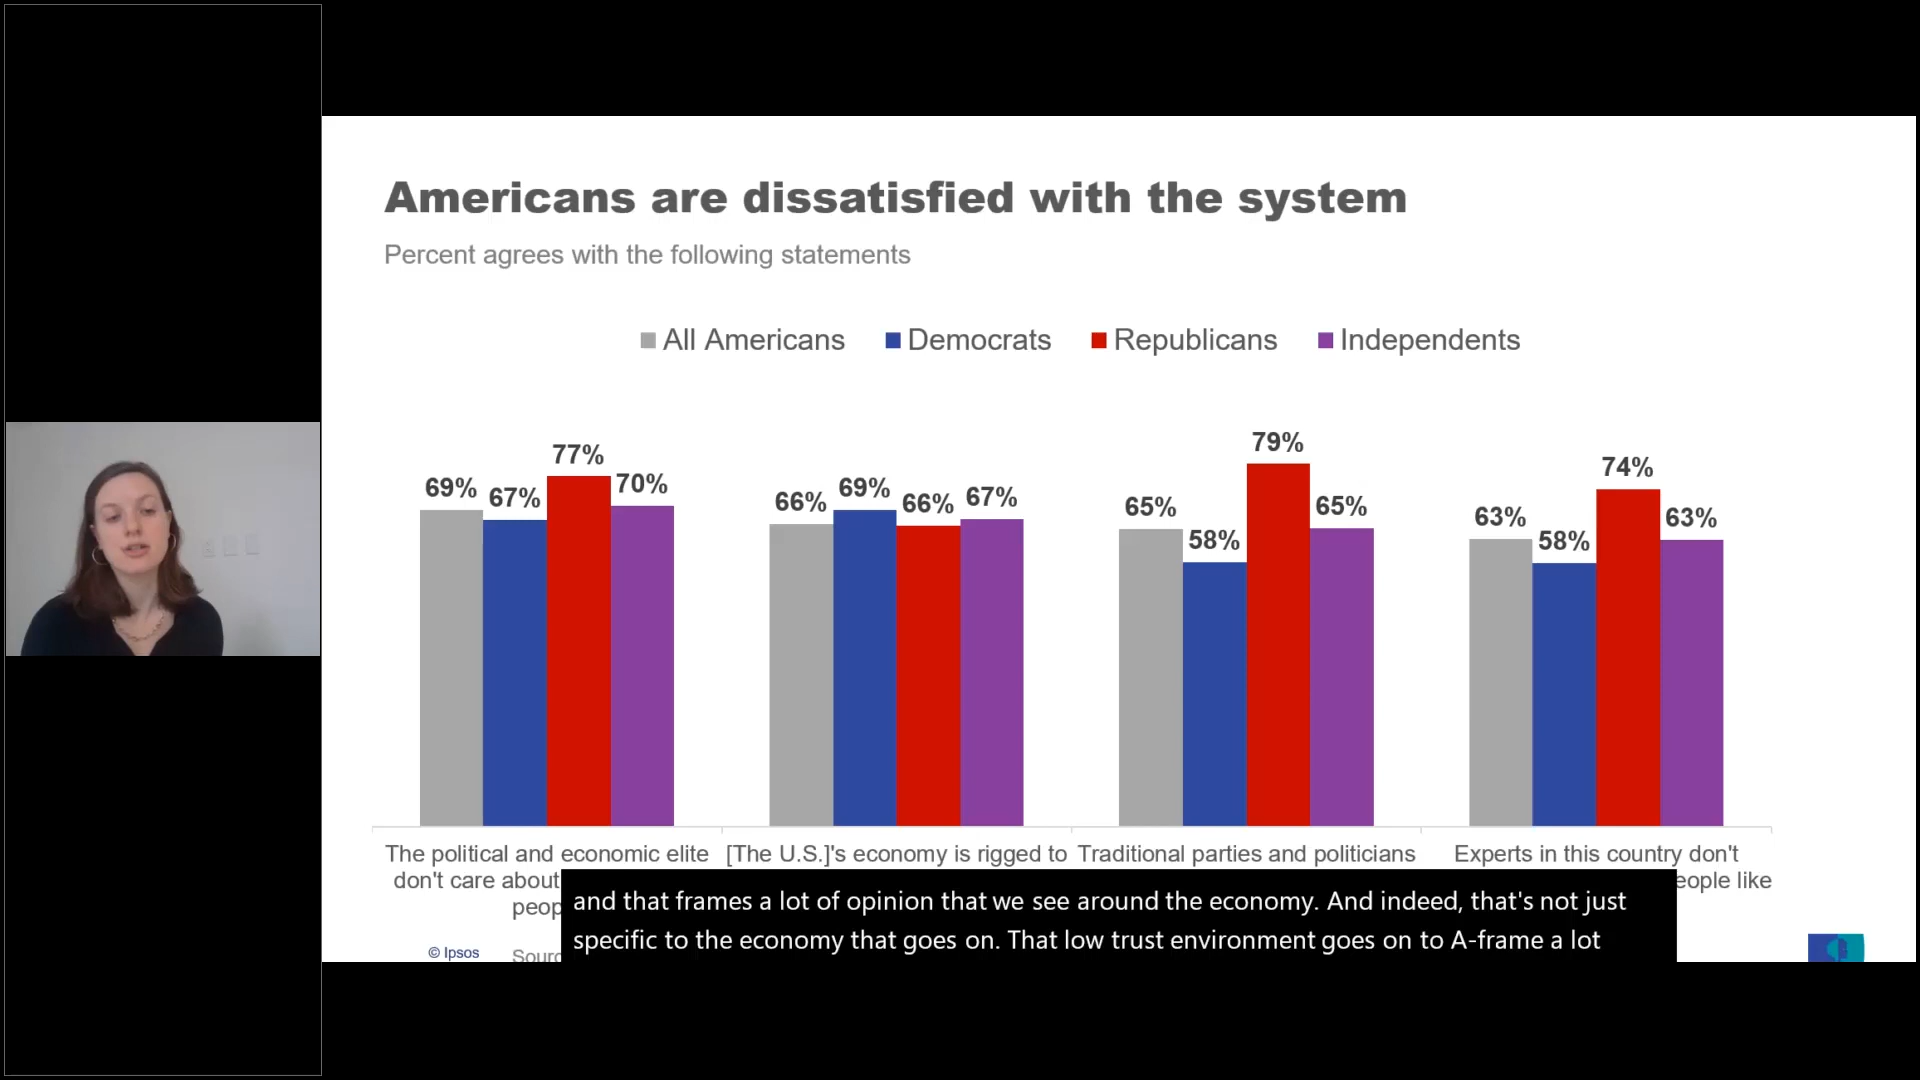 Americans are dissatisfied with the system
Percent agrees with the following statements
All Americans Democrats Republicans Independents
69% 67% 77% 70%
66% 69% 66% 67%
65% 58% 79% 65%
63% 58% 74% 63%
The political and economic elite
don't care about
[The U.S.]'s economy is rigged to
Traditional parties and politicians
Experts in this country don't
people like
and that frames a lot of opinion that we see around the economy. And indeed, that's not just
specific to the economy that goes on. That low trust environment goes on to A-frame a lot
© Ipsos